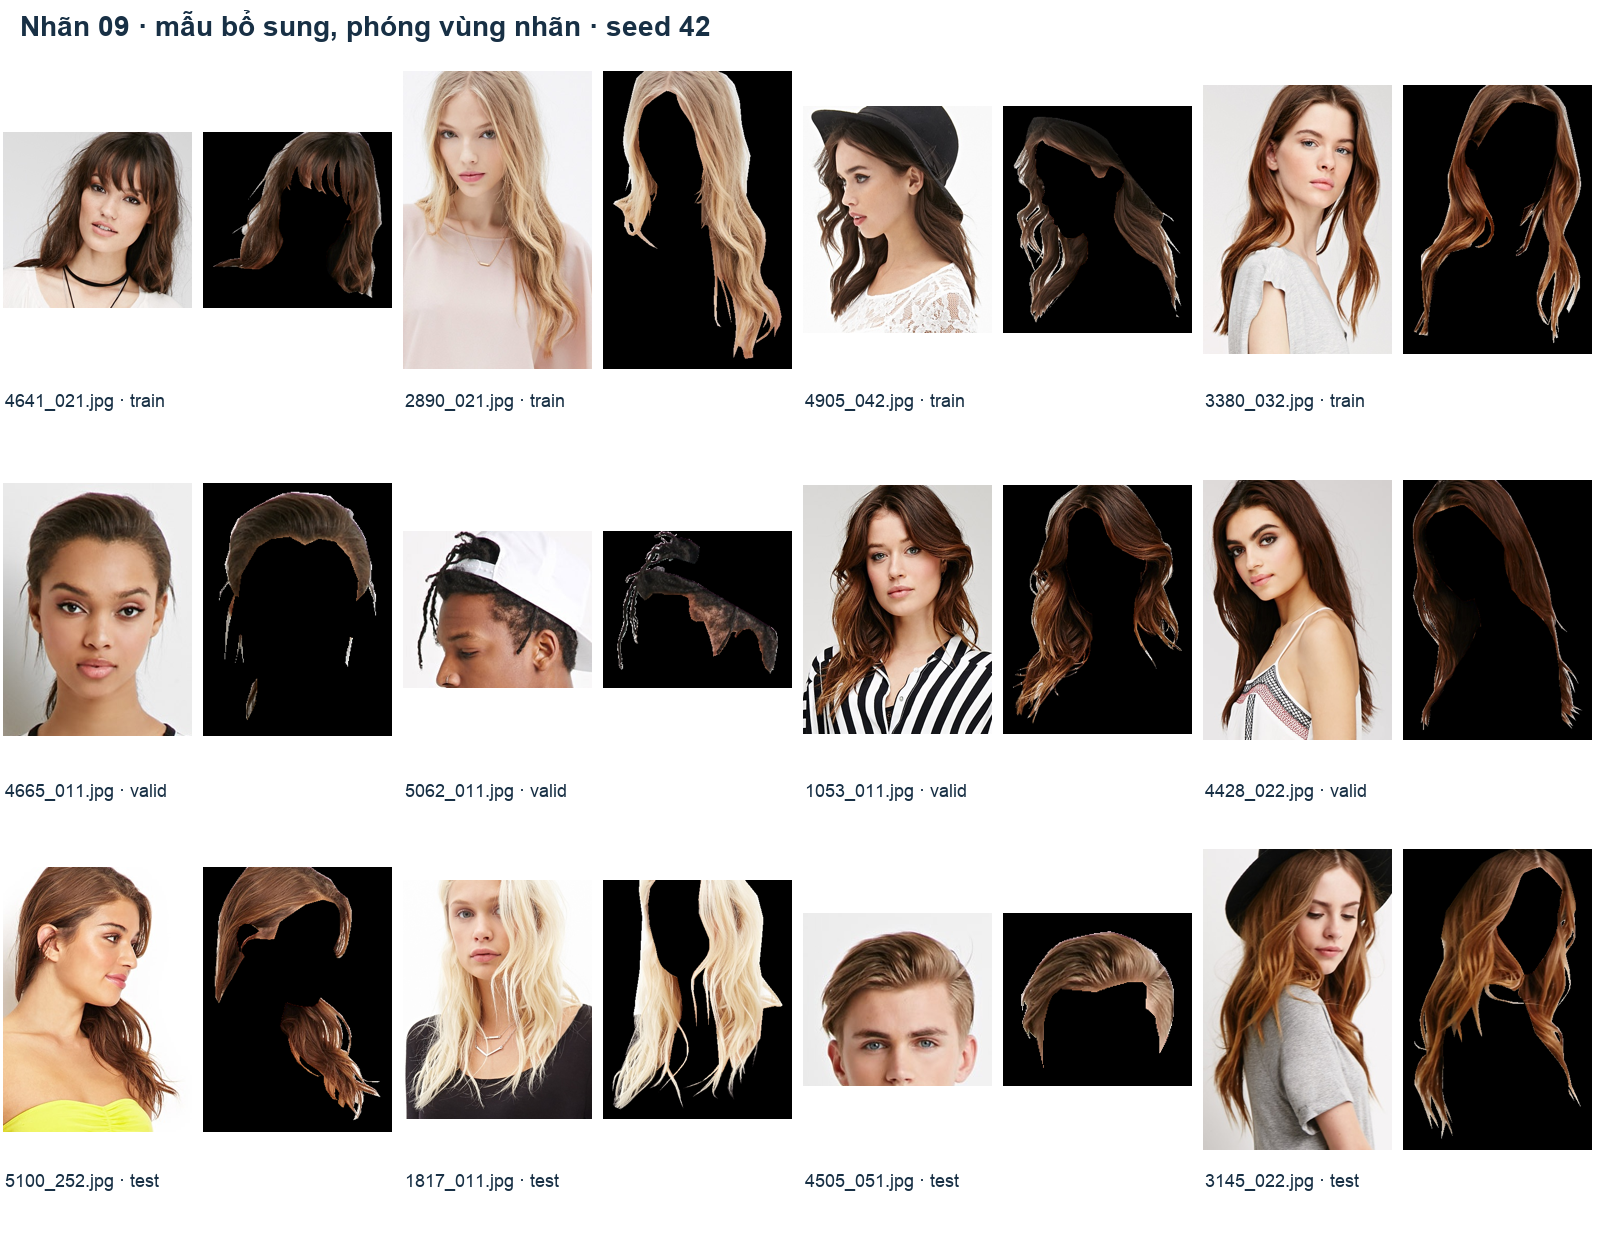 Nhãn 09 · mẫu bổ sung, phóng vùng nhãn · seed 42
4641_021.jpg · train
2890_021.jpg · train
4905_042.jpg · train
3380_032.jpg · train
4665_011.jpg · valid
5062_011.jpg · valid
1053_011.jpg · valid
4428_022.jpg · valid
5100_252.jpg · test
1817_011.jpg · test
4505_051.jpg · test
3145_022.jpg · test